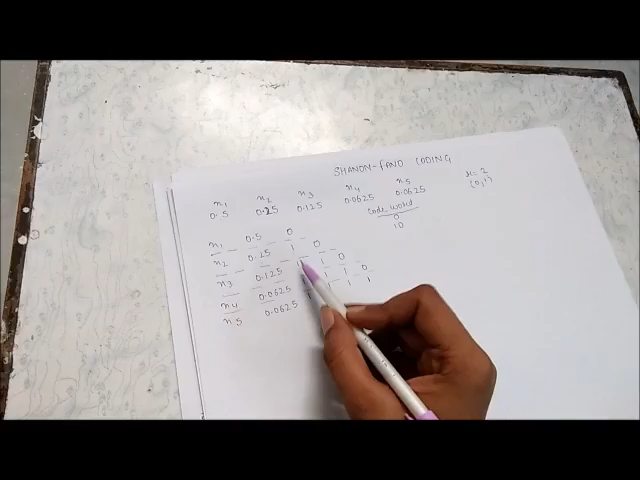 SHANON-FANO CODING
x1 x2 x3 x4 x5 r = 2
0.5 0.25 0.125 0.0625 0.0625 (0,1)
Code Word
x1 0.5 0 0
x2 0.125 1 0 10
x3 0.125 1 0
x4 0.0625 1 1 0
x5 0.0625 1 1